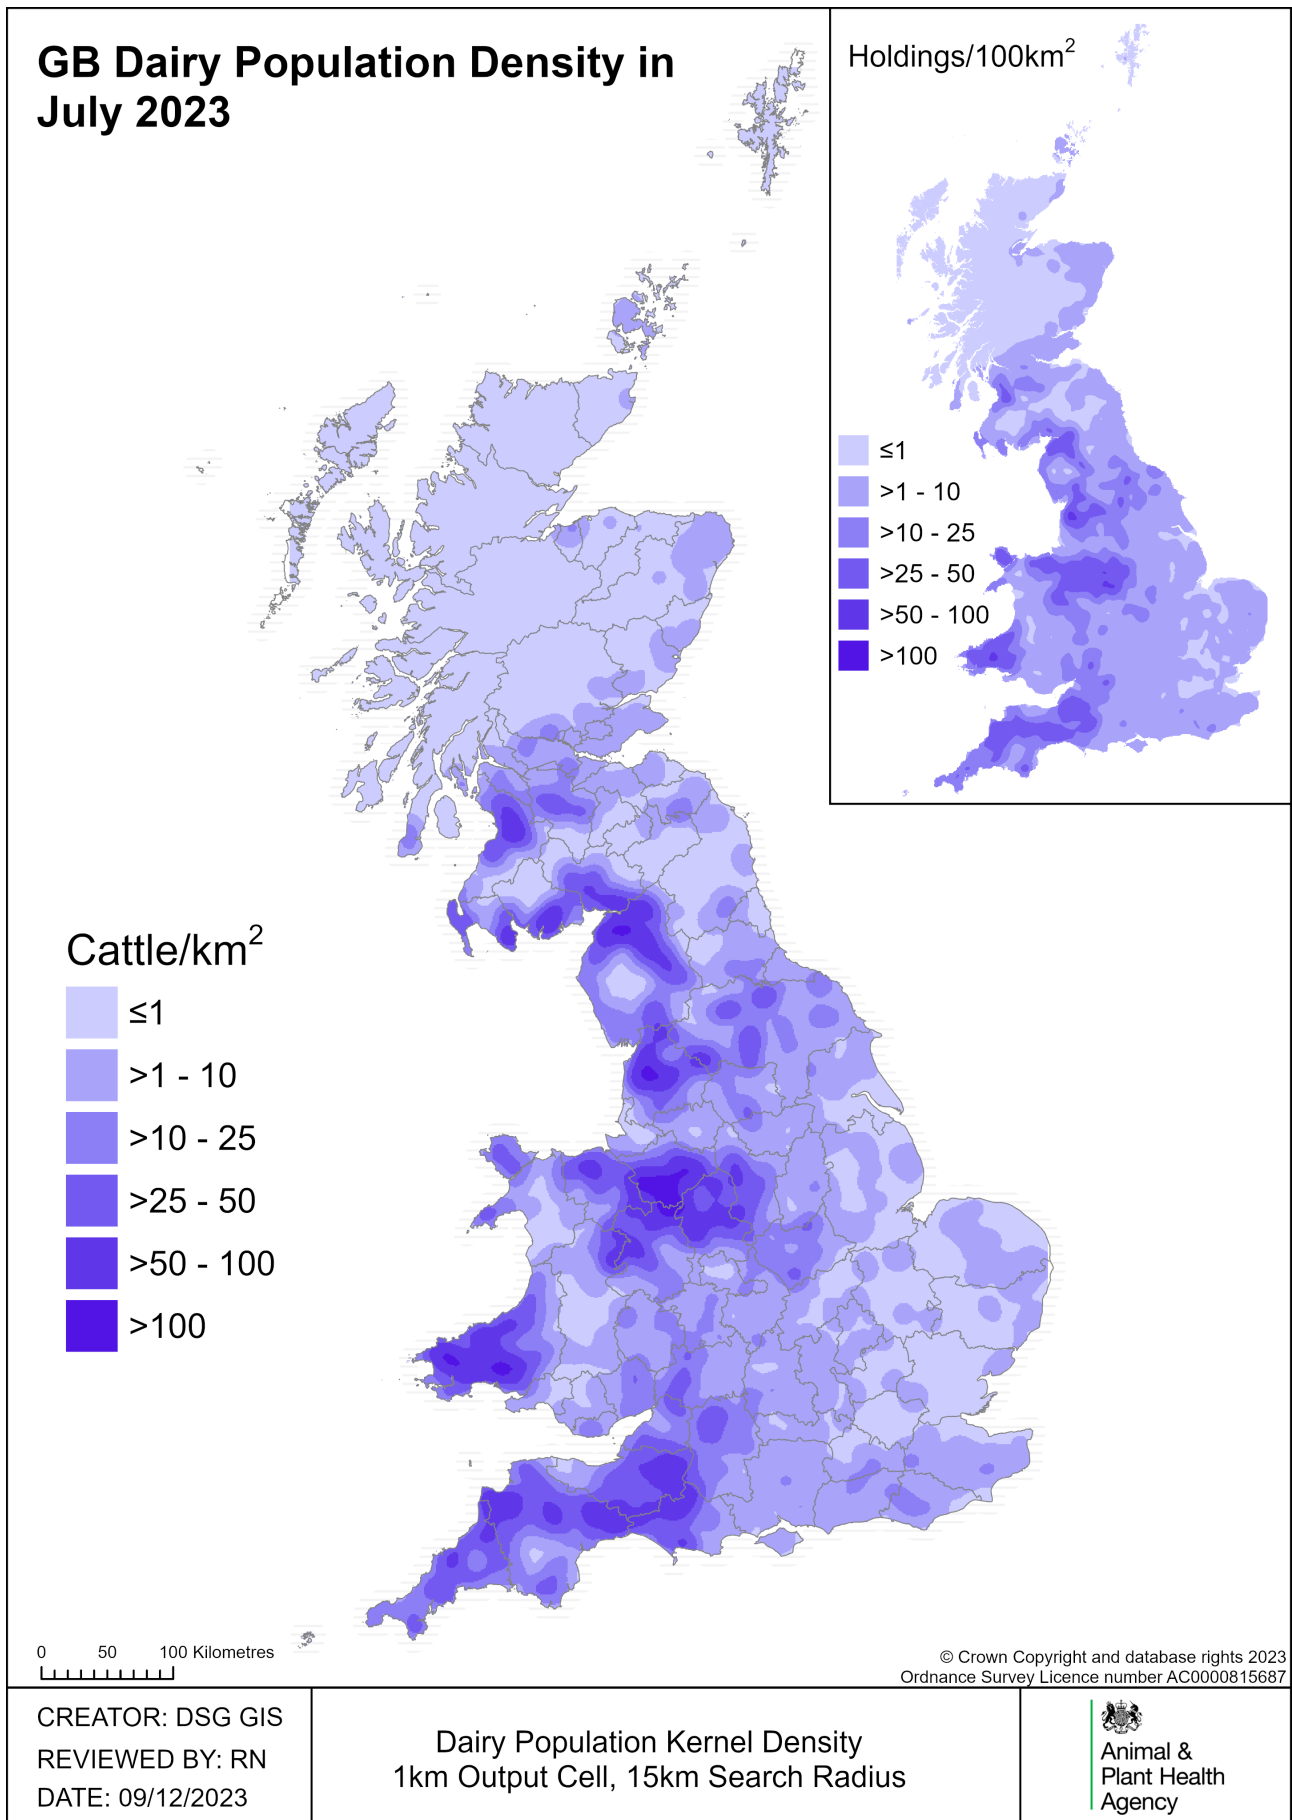 GB Dairy Population Density in
July 2023
Holdings/100km²
≤1
>1 - 10
>10 - 25
>25 - 50
>50 - 100
>100
Cattle/km²
≤1
>1 - 10
>10 - 25
>25 - 50
>50 - 100
>100
0 50 100 Kilometres
© Crown Copyright and database rights 2023
Ordnance Survey Licence number AC0000815687
CREATOR: DSG GIS
REVIEWED BY: RN
DATE: 09/12/2023
Dairy Population Kernel Density
1km Output Cell, 15km Search Radius
Animal &
Plant Health
Agency